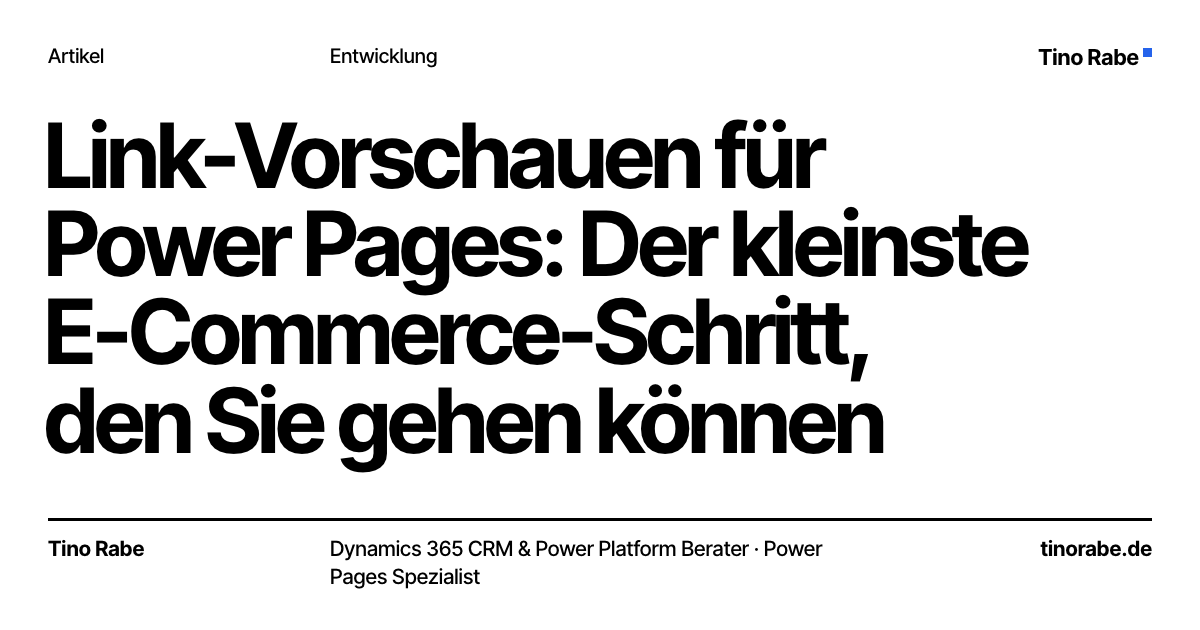 Artikel
Entwicklung
Tino Rabe
Link-Vorschauen für
Power Pages: Der kleinste
E-Commerce-Schritt,
den Sie gehen können
Tino Rabe
Dynamics 365 CRM & Power Platform Berater · Power
Pages Spezialist
tinorabe.de